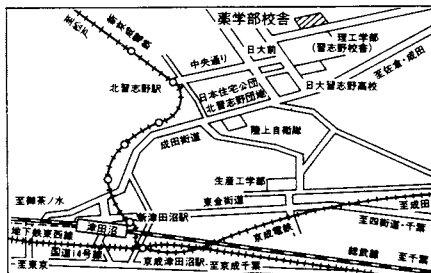 薬学部校舎
至松戸
新京成電鉄
中央通り
日大前
理工学部
(習志野校舎)
至佐倉・成田
北習志野駅
日本住宅公団
北習志野団地
日大習志野高校
陸上自衛隊
成田街道
生産工学部
至御茶ノ水
東金街道
至成田
新津田沼駅
至四街道・千葉
地下鉄東西線
津田沼
京成電鉄
総武線
国道14号線
至千葉
至東京
京成津田沼駅
至京成千葉